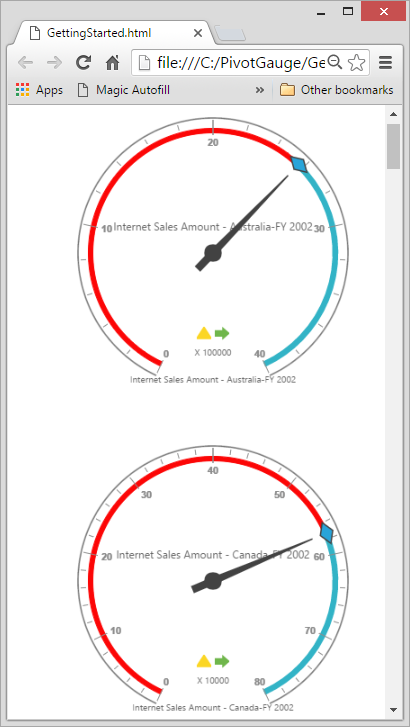 GettingStarted.html
file:///C:/PivotGauge/Ge
Apps Magic Autofill » Other bookmarks
20
Internet Sales Amount - Australia-FY 2002
10 30
0 40
X 100000
Internet Sales Amount - Australia-FY 2002
40
30 50
Internet Sales Amount - Canada-FY 2002
20 60
10 70
0 80
X 10000
Internet Sales Amount - Canada-FY 2002